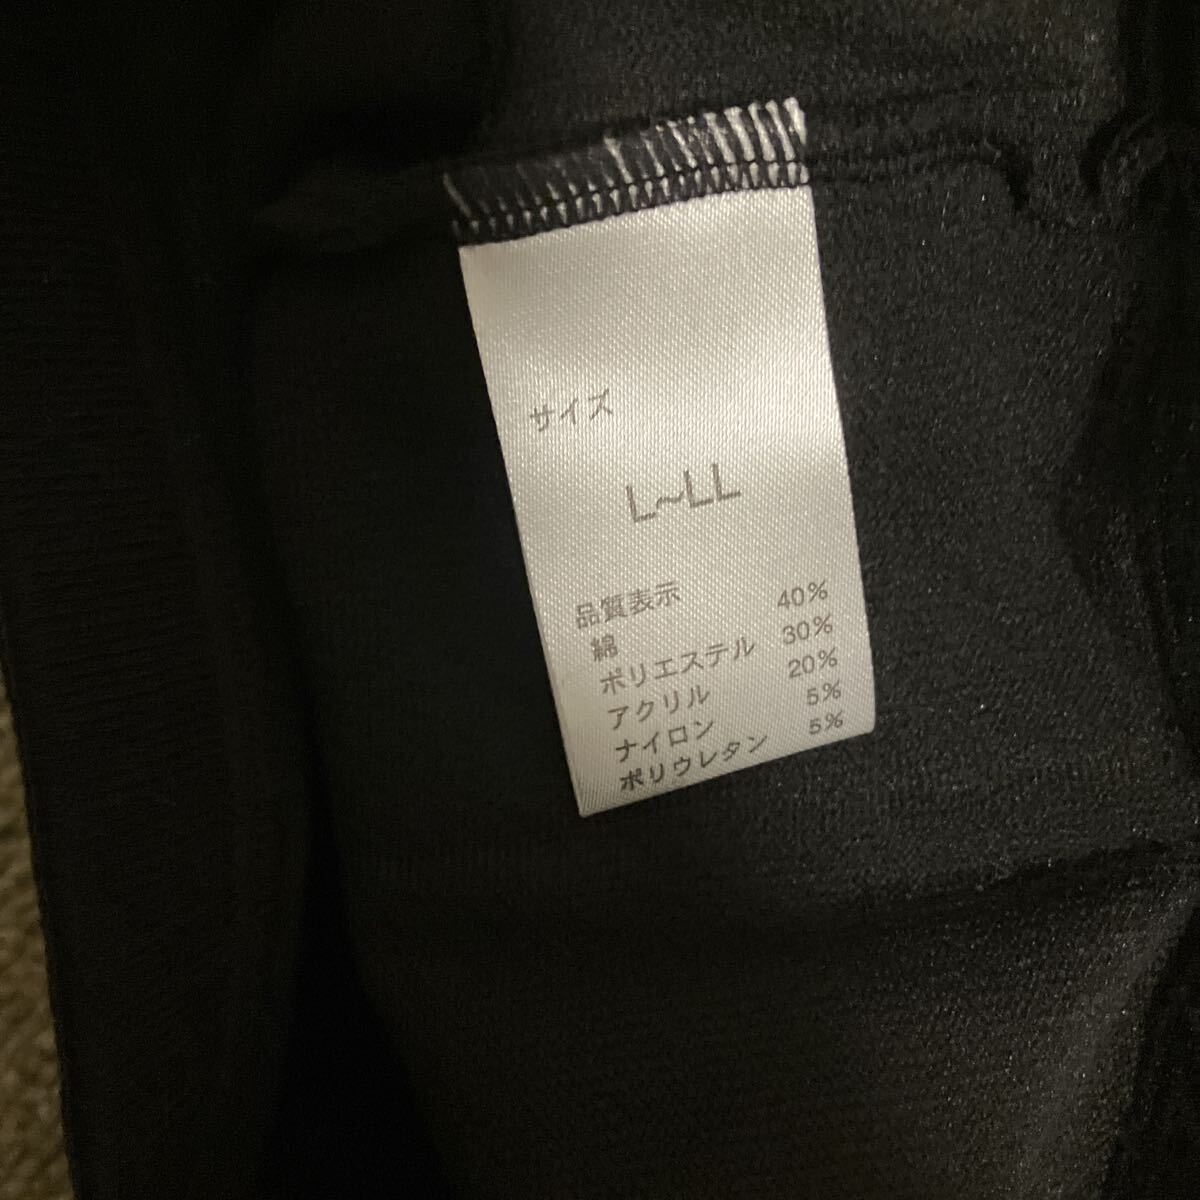 サイズ
L~LL
品質表示
綿 40%
ポリエステル 30%
アクリル 20%
ナイロン 5%
ポリウレタン 5%